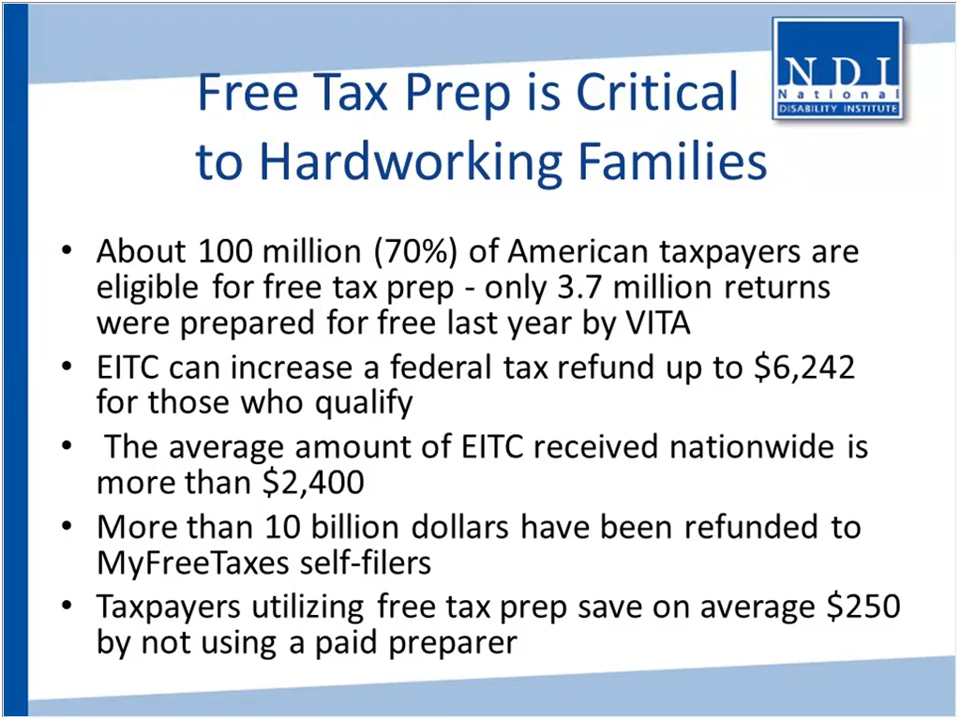 NDI
National
DISABILITY INSTITUTE
Free Tax Prep is Critical
to Hardworking Families
• About 100 million (70%) of American taxpayers are
eligible for free tax prep - only 3.7 million returns
were prepared for free last year by VITA
• EITC can increase a federal tax refund up to $6,242
for those who qualify
• The average amount of EITC received nationwide is
more than $2,400
• More than 10 billion dollars have been refunded to
MyFreeTaxes self-filers
• Taxpayers utilizing free tax prep save on average $250
by not using a paid preparer